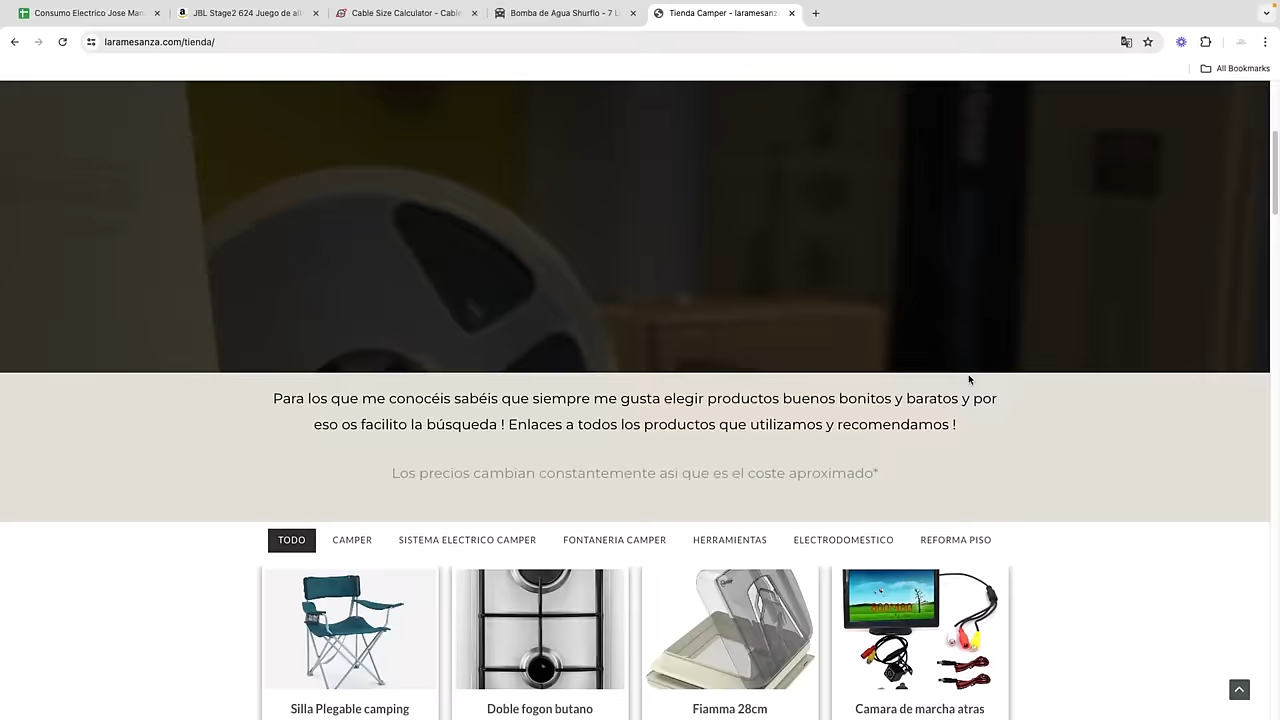 Consumo Electrico Jose Man
JBL Stage2 624 Juego de al
Cable Size Calculator - Cable
Bomba de Agua Shurflo - 7 L
Tienda Camper - laramesanz
laramesanza.com/tienda/
All Bookmarks
Para los que me conocéis sabéis que siempre me gusta elegir productos buenos bonitos y baratos y por
eso os facilito la búsqueda ! Enlaces a todos los productos que utilizamos y recomendamos !
Los precios cambian constantemente asi que es el coste aproximado*
TODO CAMPER SISTEMA ELECTRICO CAMPER FONTANERIA CAMPER HERRAMIENTAS ELECTRODOMESTICO REFORMA PISO
Silla Plegable camping Doble fogon butano Fiamma 28cm Camara de marcha atras